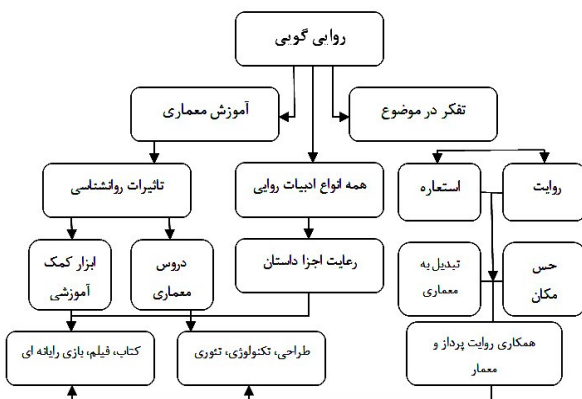 روایی گویی
تفکر در موضوع
آموزش معماری
روایت
استعاره
همه انواع ادبیات روایی
تاثیرات روانشناسی
حس
مکان
تبدیل به
معماری
رعایت اجزا داستان
دروس
معماری
ابزار کمک
آموزشی
همکاری روایت پرداز و
معمار
طراحی، تکنولوژی، تئوری
کتاب، فیلم، بازی رایانه ای